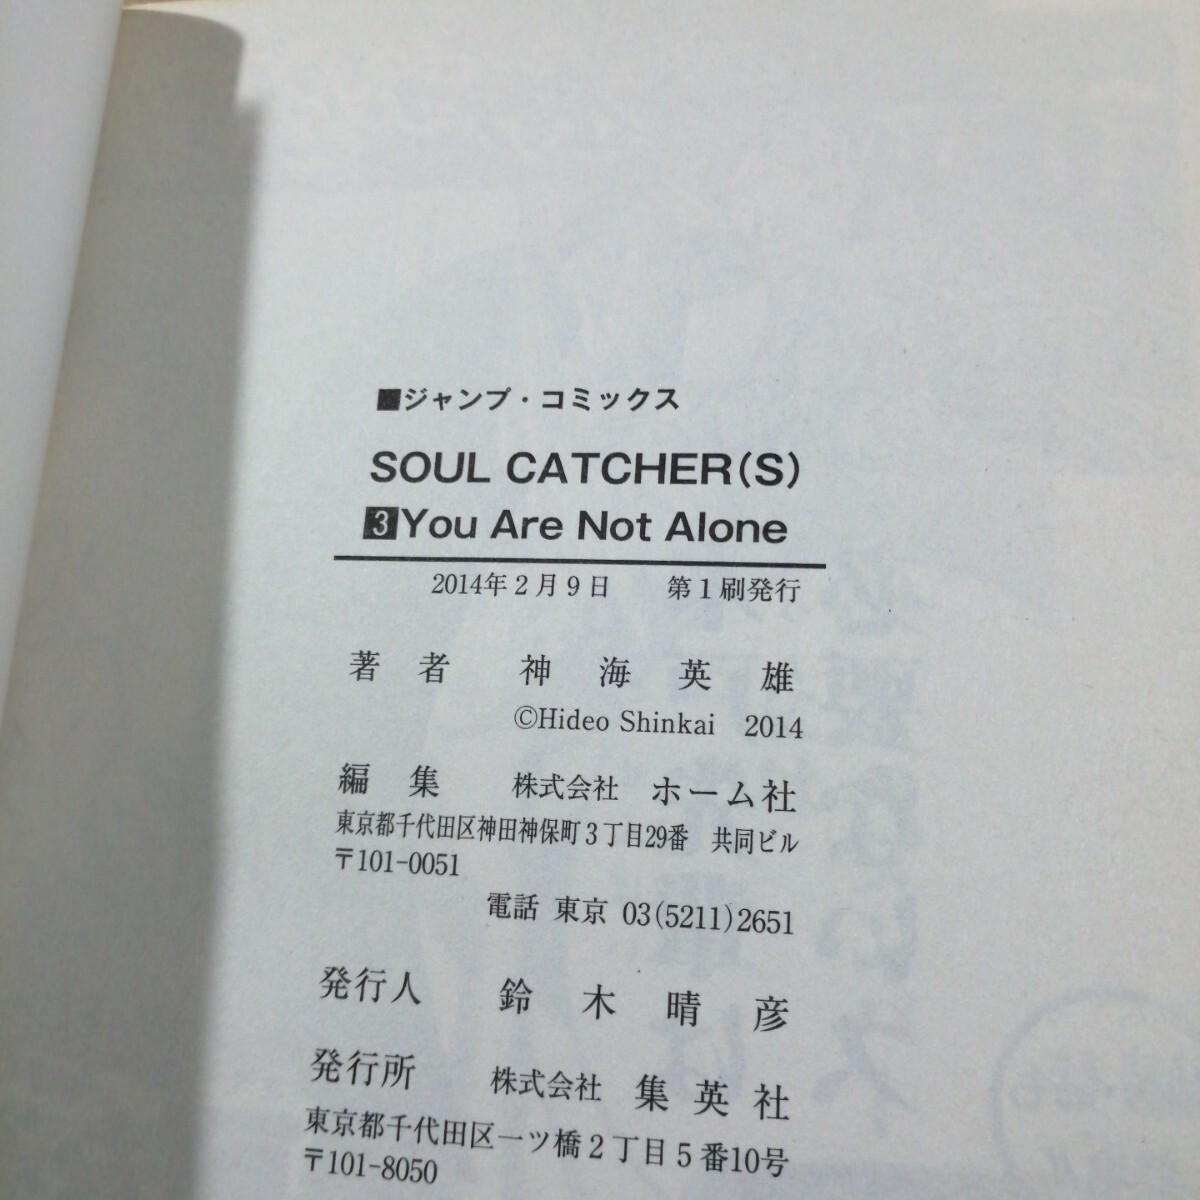 ■ジャンプ・コミックス
SOUL CATCHER(S)
3 You Are Not Alone
2014年2月9日 第1刷発行
著者 神海英雄
©Hideo Shinkai 2014
編集 株式会社 ホーム社
東京都千代田区神田神保町3丁目29番 共同ビル
〒101-0051
電話 東京 03(5211)2651
発行人 鈴木晴彦
発行所 株式会社 集英社
東京都千代田区一ツ橋2丁目5番10号
〒101-8050